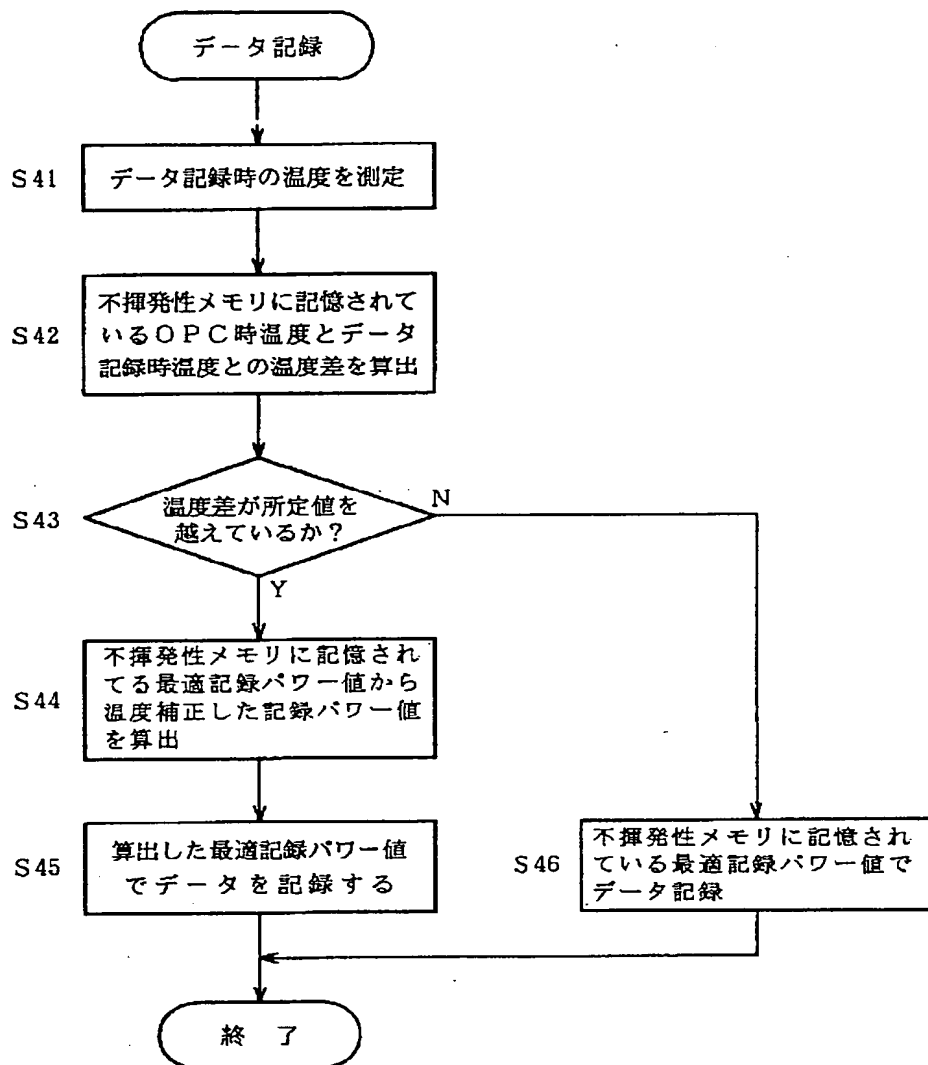 データ記録
S41
データ記録時の温度を測定
S42
不揮発性メモリに記憶されて
いるOPC時温度とデータ
記録時温度との温度差を算出
S43
温度差が所定値を
越えているか?
N
Y
S44
不揮発性メモリに記憶され
てる最適記録パワー値から
温度補正した記録パワー値
を算出
S45
算出した最適記録パワー値
でデータを記録する
S46
不揮発性メモリに記憶され
ている最適記録パワー値で
データ記録
終 了